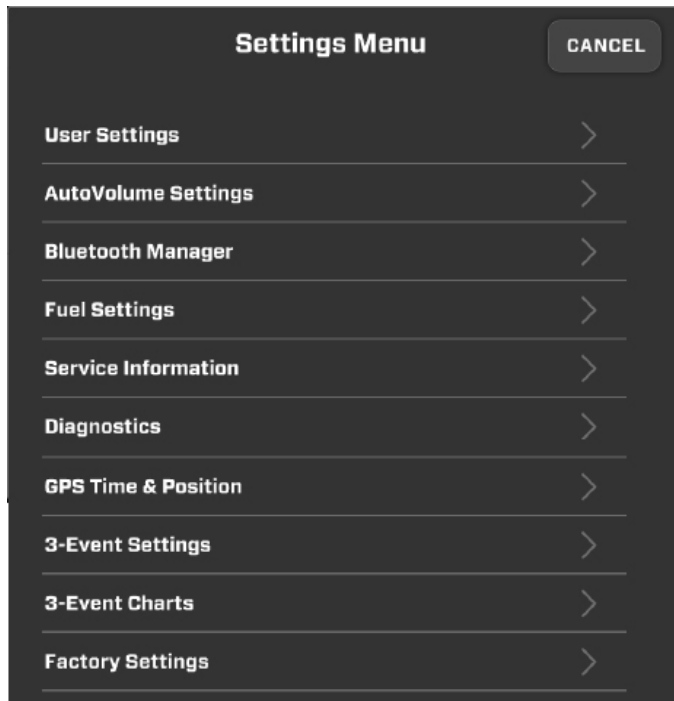 Settings Menu
CANCEL
User Settings
AutoVolume Settings
Bluetooth Manager
Fuel Settings
Service Information
Diagnostics
GPS Time & Position
3-Event Settings
3-Event Charts
Factory Settings